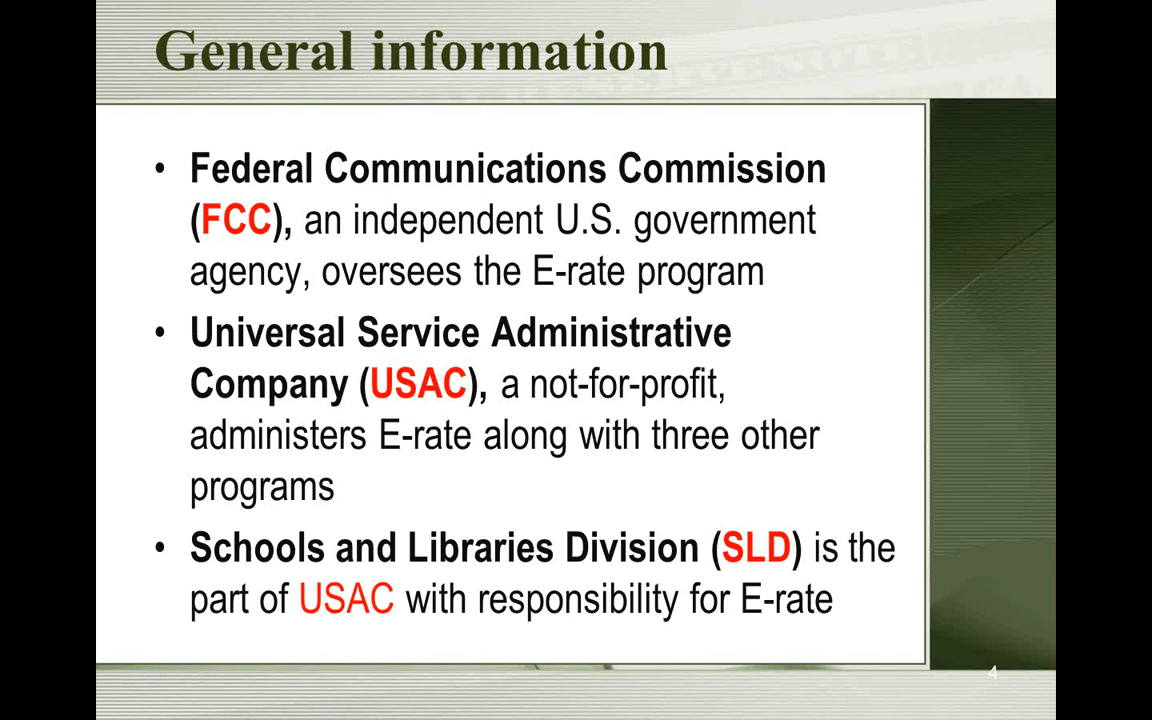 General information
• Federal Communications Commission
(FCC), an independent U.S. government
agency, oversees the E-rate program
• Universal Service Administrative
Company (USAC), a not-for-profit,
administers E-rate along with three other
programs
• Schools and Libraries Division (SLD) is the
part of USAC with responsibility for E-rate
4